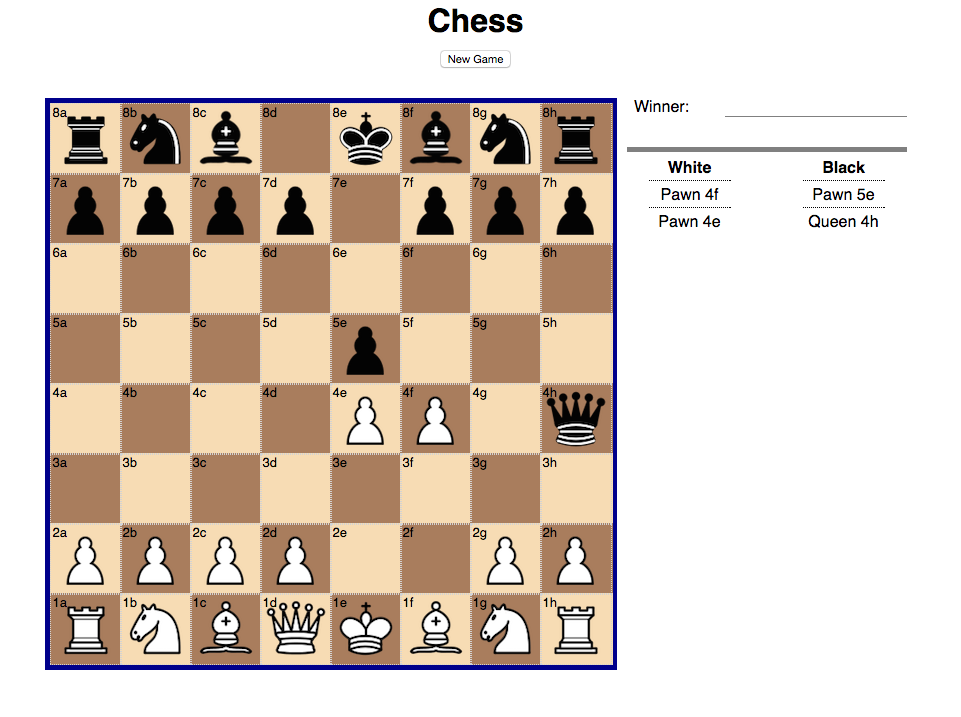 Chess
New Game
Winner:
White Black
Pawn 4f Pawn 5e
Pawn 4e Queen 4h
8a 8b 8c 8d 8e 8f 8g 8h
7a 7b 7c 7d 7e 7f 7g 7h
6a 6b 6c 6d 6e 6f 6g 6h
5a 5b 5c 5d 5e 5f 5g 5h
4a 4b 4c 4d 4e 4f 4g 4h
3a 3b 3c 3d 3e 3f 3g 3h
2a 2b 2c 2d 2e 2f 2g 2h
1a 1b 1c 1d 1e 1f 1g 1h